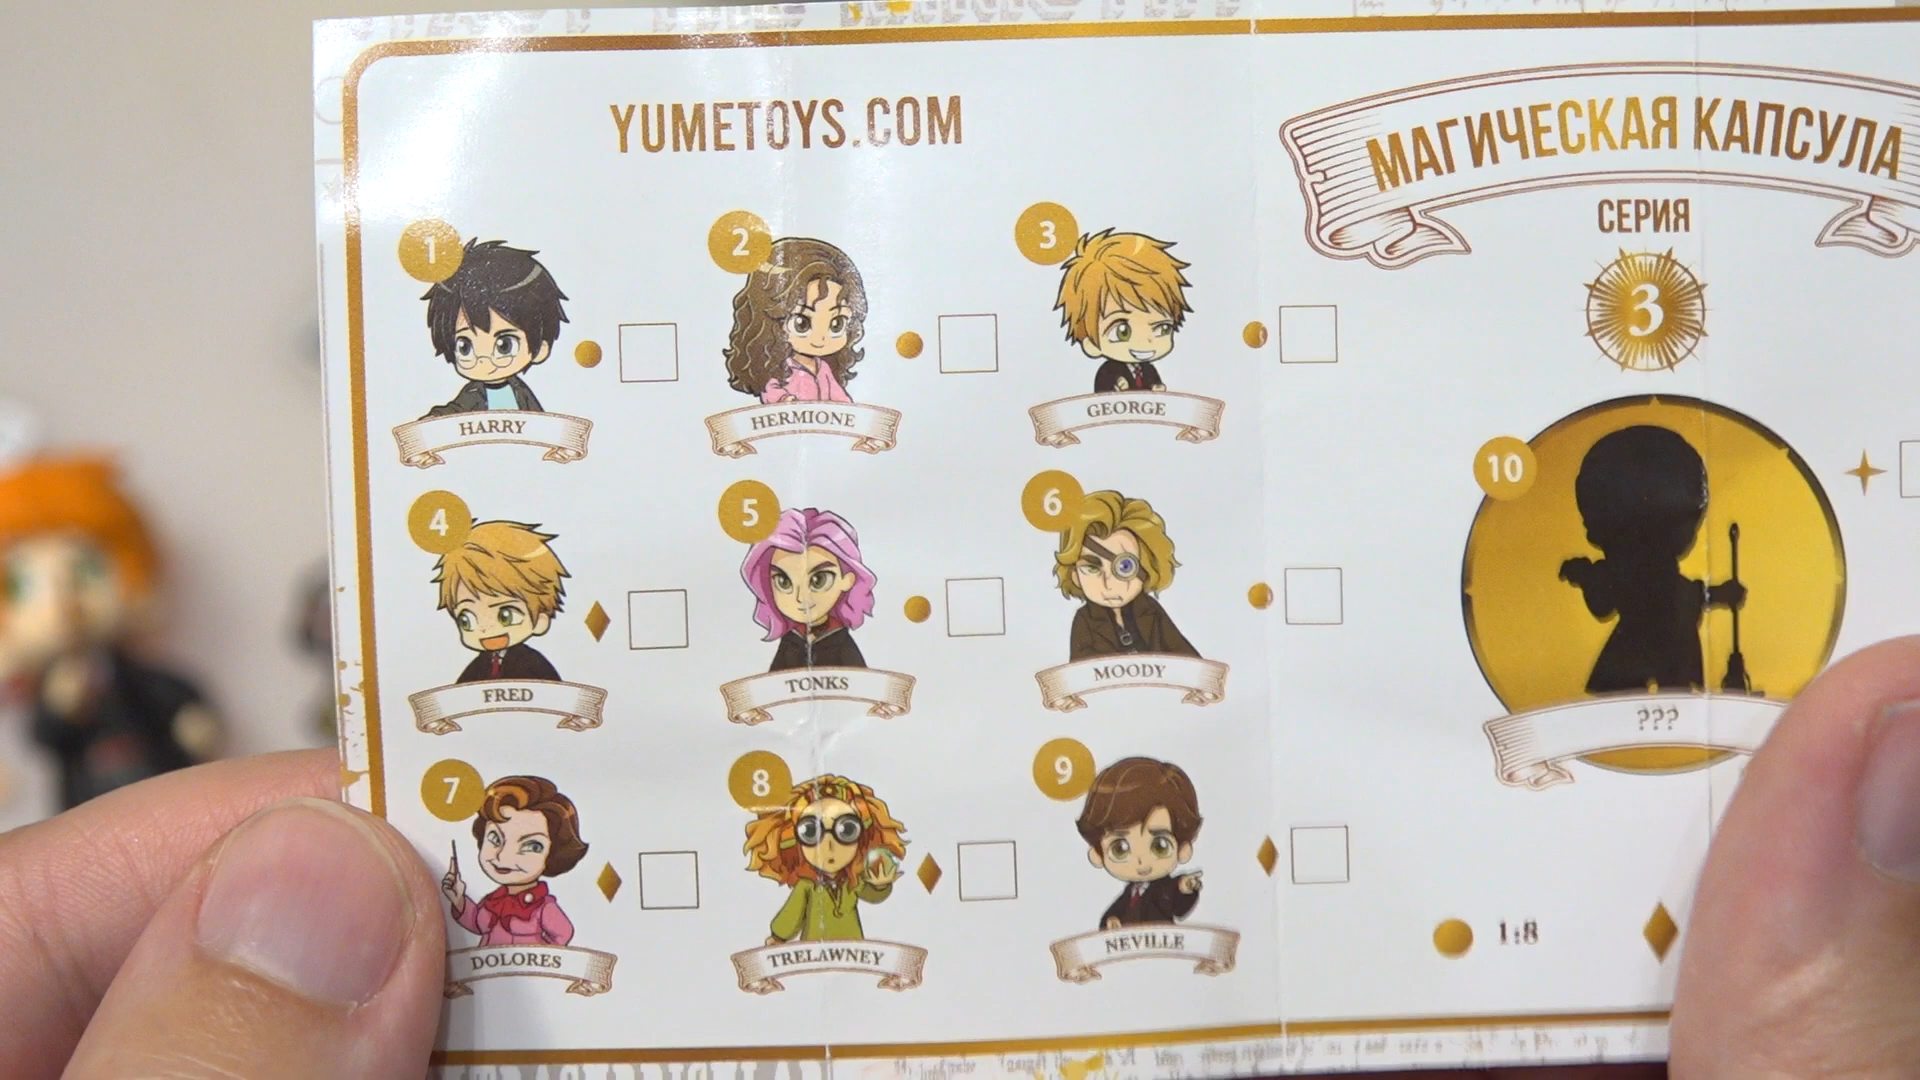 YUMETOYS.COM
МАГИЧЕСКАЯ КАПСУЛА
СЕРИЯ
3
1
HARRY
2
HERMIONE
3
GEORGE
4
FRED
5
TONKS
6
MOODY
7
DOLORES
8
TRELAWNEY
9
NEVILLE
10
???
1:8